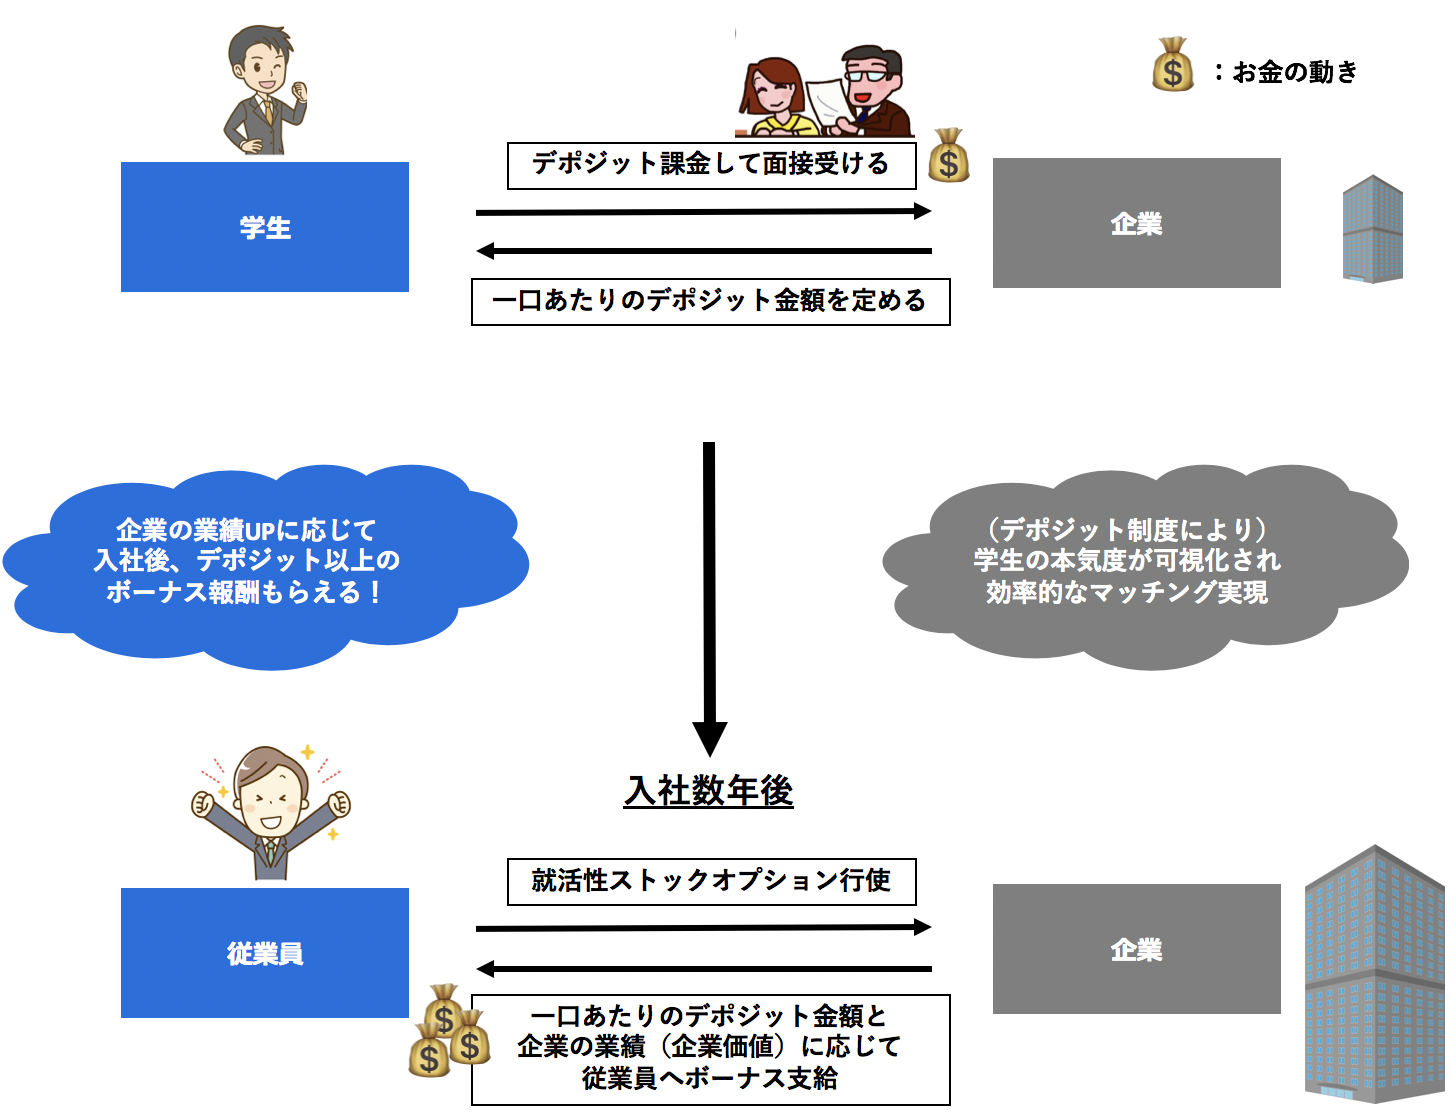 ：お金の動き
デポジット課金して面接受ける
学生
企業
一口あたりのデポジット金額を定める
企業の業績UPに応じて
入社後、デポジット以上の
ボーナス報酬もらえる！
（デポジット制度により）
学生の本気度が可視化され
効率的なマッチング実現
入社数年後
就活性ストックオプション行使
従業員
企業
一口あたりのデポジット金額と
企業の業績（企業価値）に応じて
従業員へボーナス支給